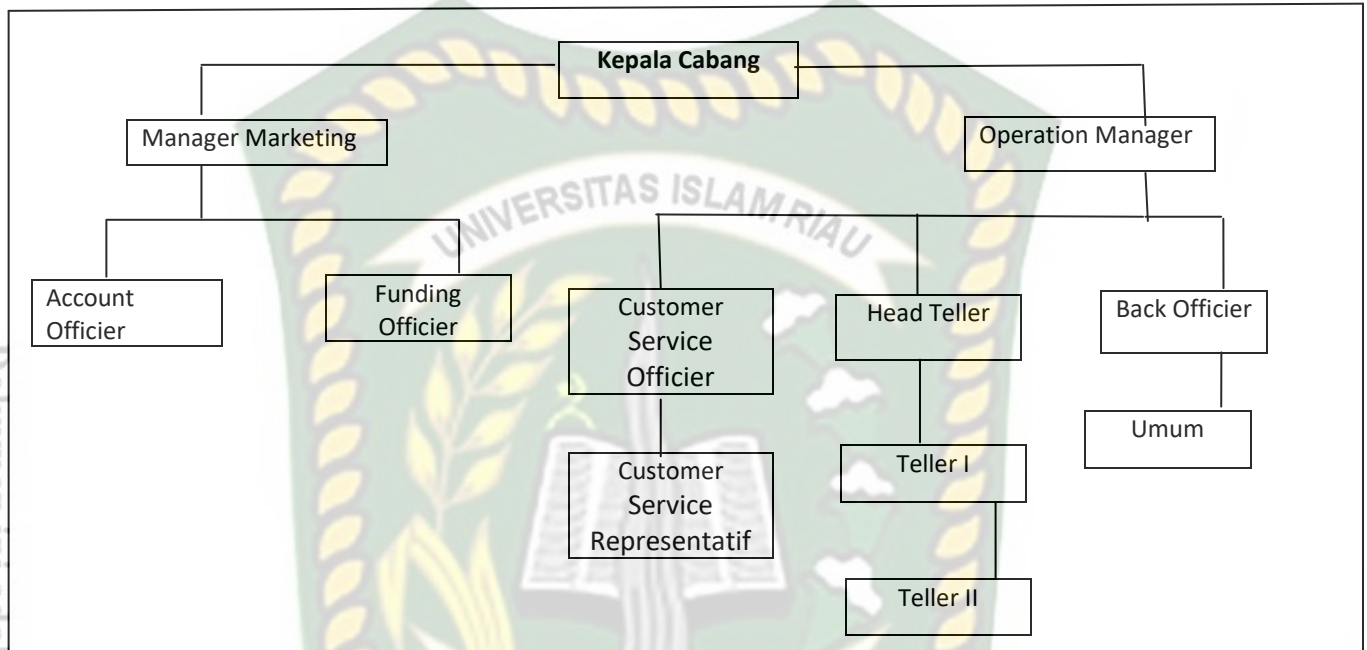 Kepala Cabang
Manager Marketing
Operation Manager
UNIVERSITAS ISLAM RIAU
Account
Officier
Funding
Officier
Customer
Service
Officier
Head Teller
Back Officier
Customer
Service
Representatif
Teller I
Umum
Teller II